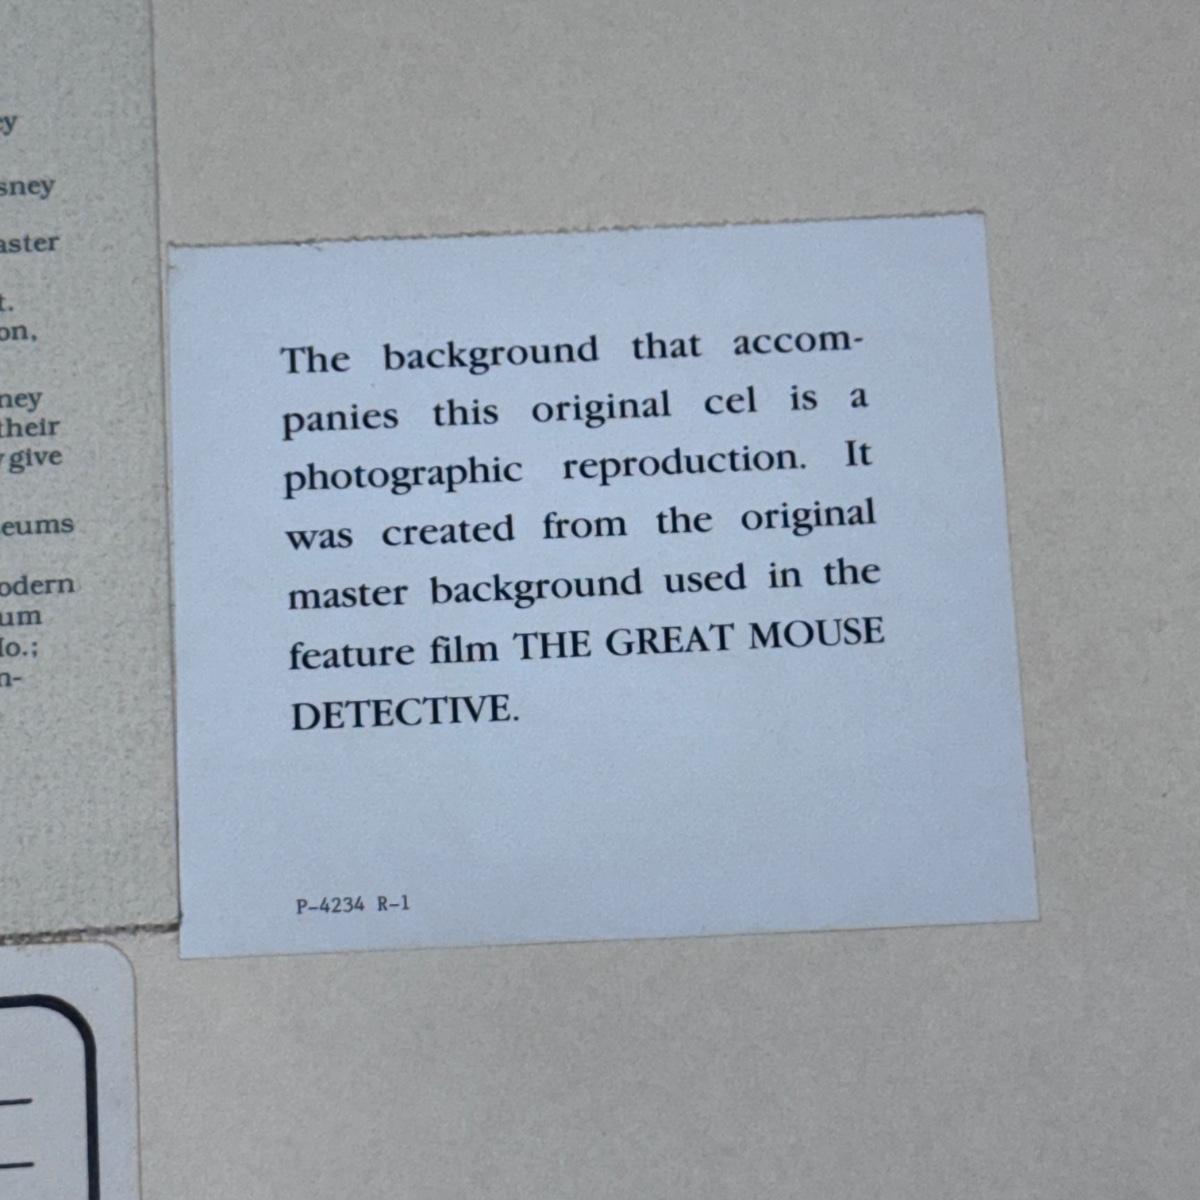 ey
sney
aster
t.
on,
ney
their
give
eums
odern
um
Io.;
n-
The background that accom-
panies this original cel is a
photographic reproduction. It
was created from the original
master background used in the
feature film THE GREAT MOUSE
DETECTIVE.
P-4234 R-1